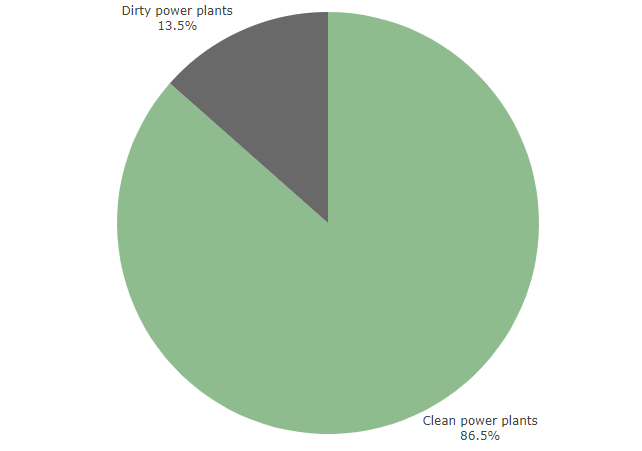 Dirty power plants
13.5%
Clean power plants
86.5%